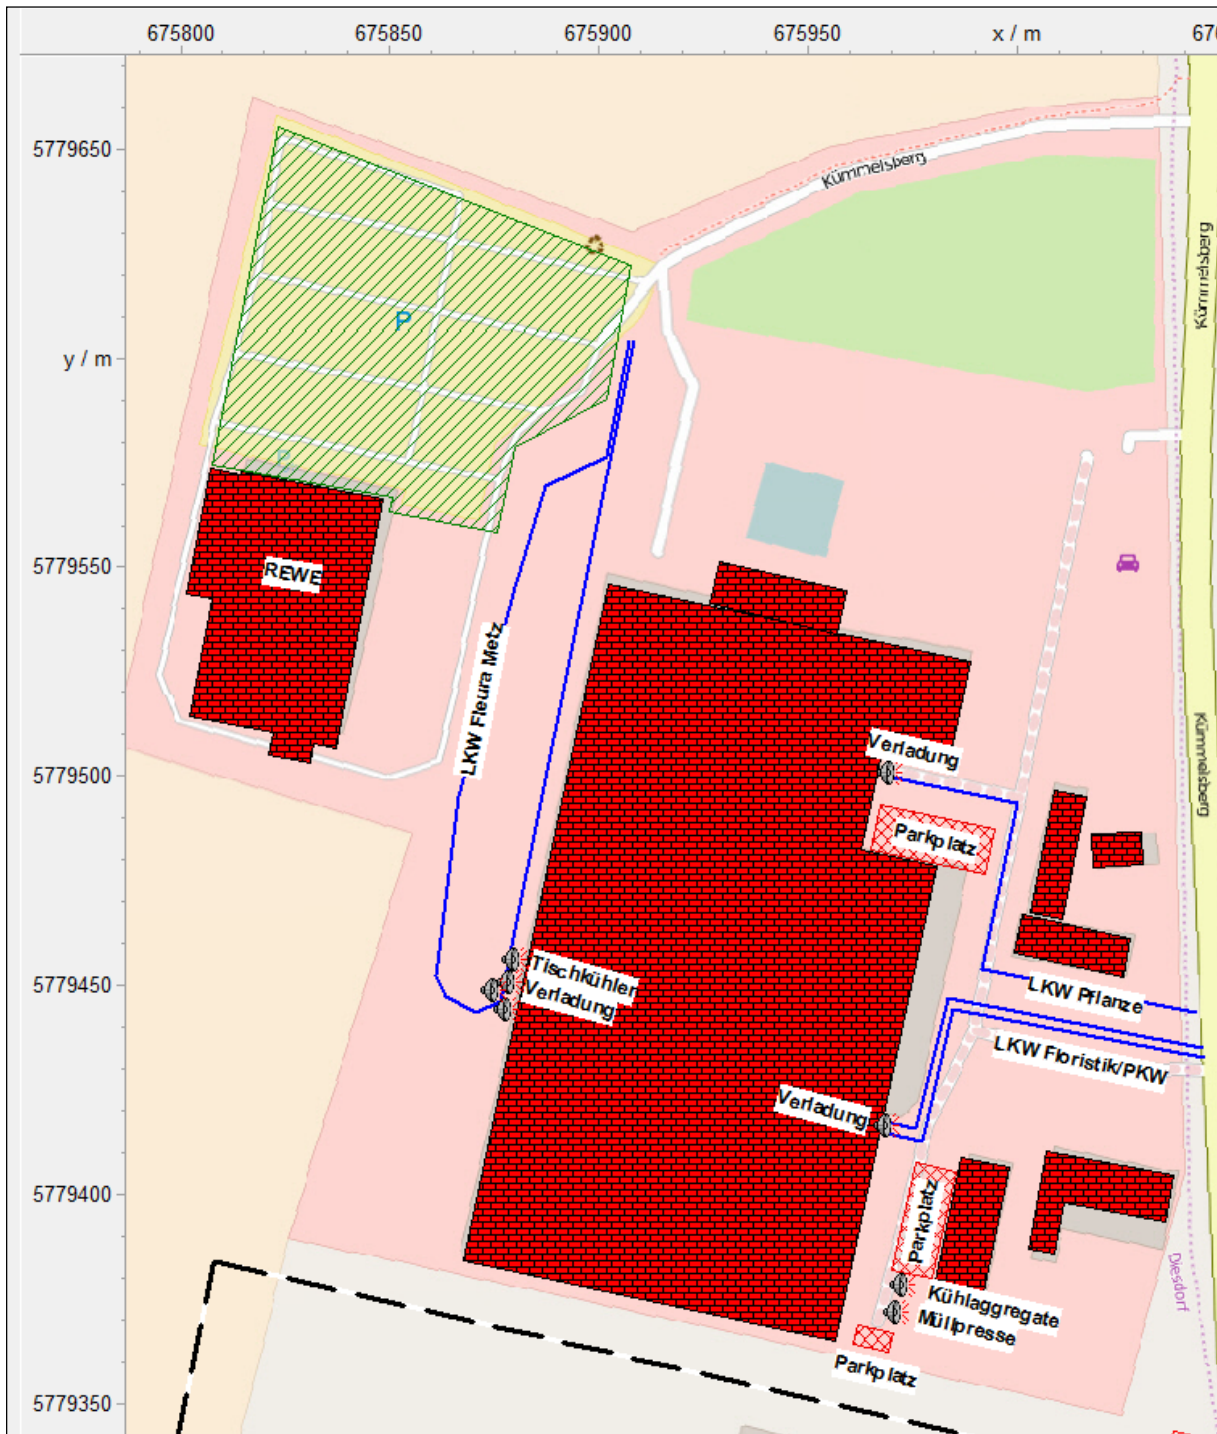 675800 675850 675900 675950 x / m 670
5779650
Kümmelsberg
Kümmelsberg
P
y / m
P
5779550
REWE
LKW Fleura Metz
Kümmelsberg
Verladung
5779500
Parkplatz
Tischkühler
5779450
Verladung
LKW Pflanze
LKW Floristik/PKW
Verladung
5779400
Parkplatz
Diesdorf
Kühlaggregate
Müllpresse
Parkplatz
5779350